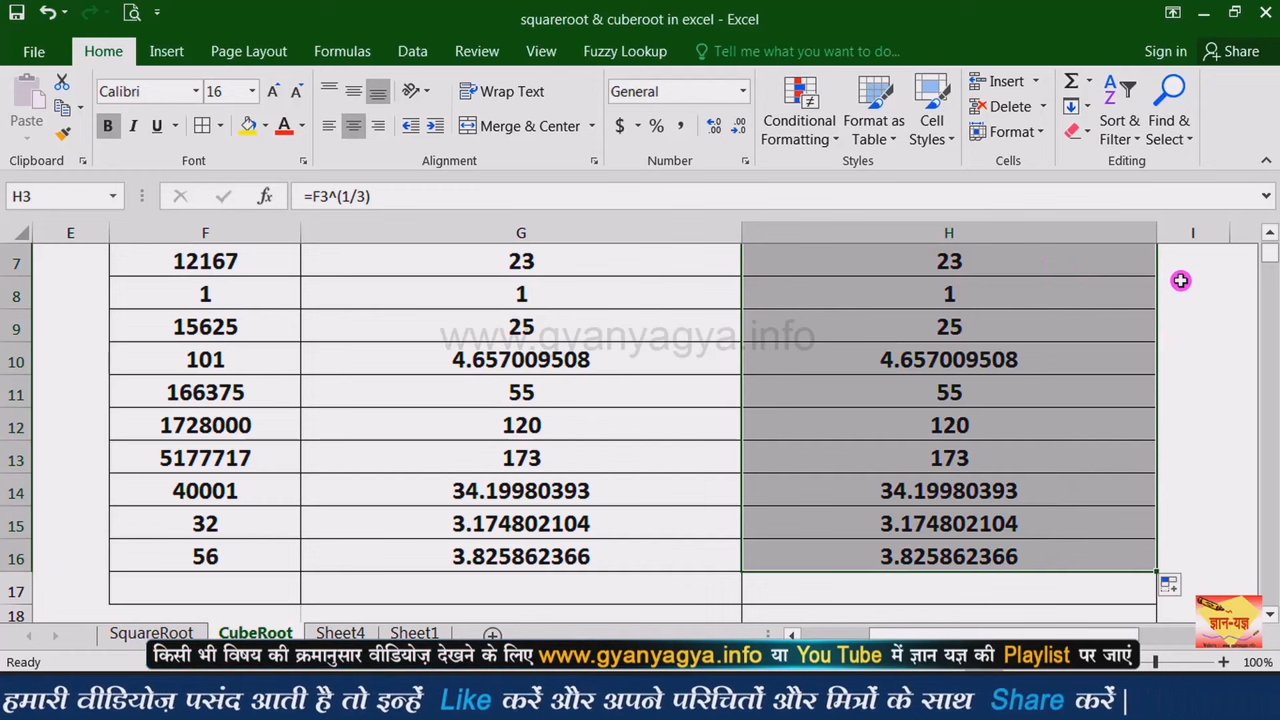 squareroot & cuberoot in excel - Excel
File Home Insert Page Layout Formulas Data Review View Fuzzy Lookup Tell me what you want to do... Sign in Share
Paste
Calibri 16
B I U A
Wrap Text
Merge & Center
General
$ % ,
Conditional Formatting
Format as Table
Cell Styles
Insert
Delete
Format
Sort & Filter
Find & Select
Clipboard Font Alignment Number Styles Cells Editing
H3 fx =F3^(1/3)
E F G H I
7 12167 23 23
8 1 1 1
9 15625 25 25
www.gyanyagya.info
10 101 4.657009508 4.657009508
11 166375 55 55
12 1728000 120 120
13 5177717 173 173
14 40001 34.19980393 34.19980393
15 32 3.174802104 3.174802104
16 56 3.825862366 3.825862366
17
18
ज्ञान-यज्ञ
SquareRoot CubeRoot Sheet4 Sheet1
Ready 100%
किसी भी विषय की क्रमानुसार वीडियोज़ देखने के लिए www.gyanyagya.info या You Tube में ज्ञान यज्ञ की Playlist पर जाएं
हमारी वीडियोज़ पसंद आती है तो इन्हें Like करें और अपने परिचितों और मित्रों के साथ Share करें |